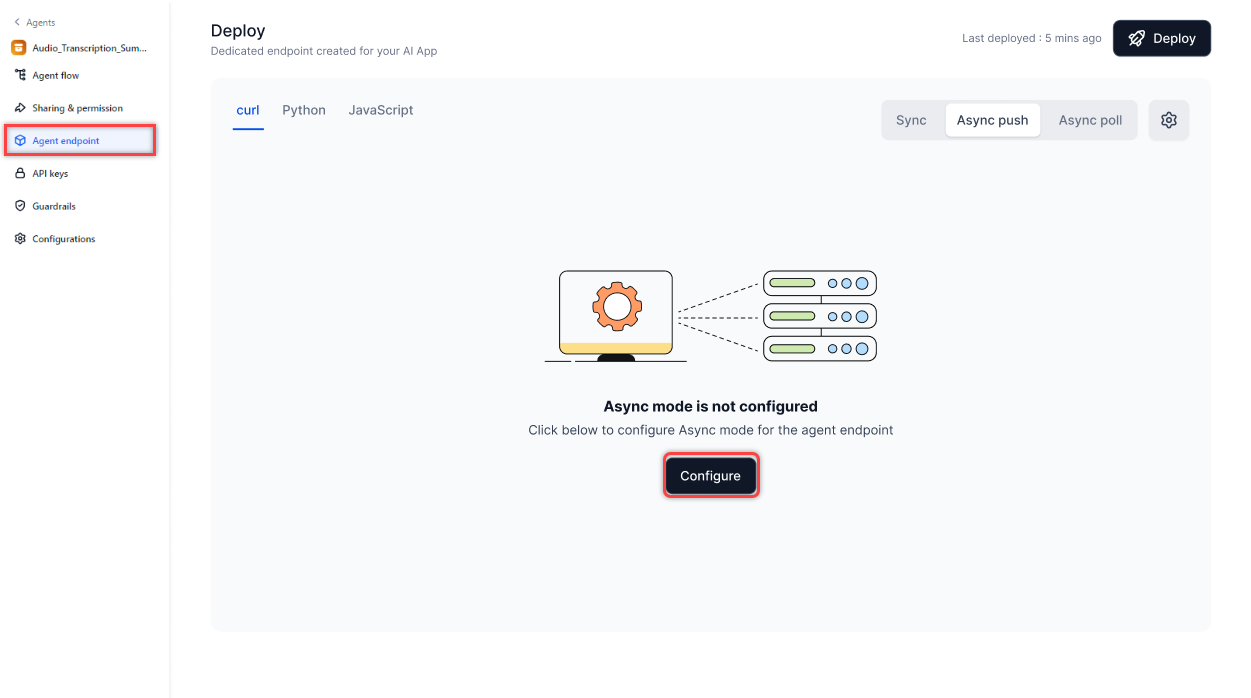 Agents
Audio_Transcription_Sum...
Agent flow
Sharing & permission
Agent endpoint
API keys
Guardrails
Configurations
Deploy
Dedicated endpoint created for your AI App
Last deployed : 5 mins ago
Deploy
curl
Python
JavaScript
Sync
Async push
Async poll
Async mode is not configured
Click below to configure Async mode for the agent endpoint
Configure